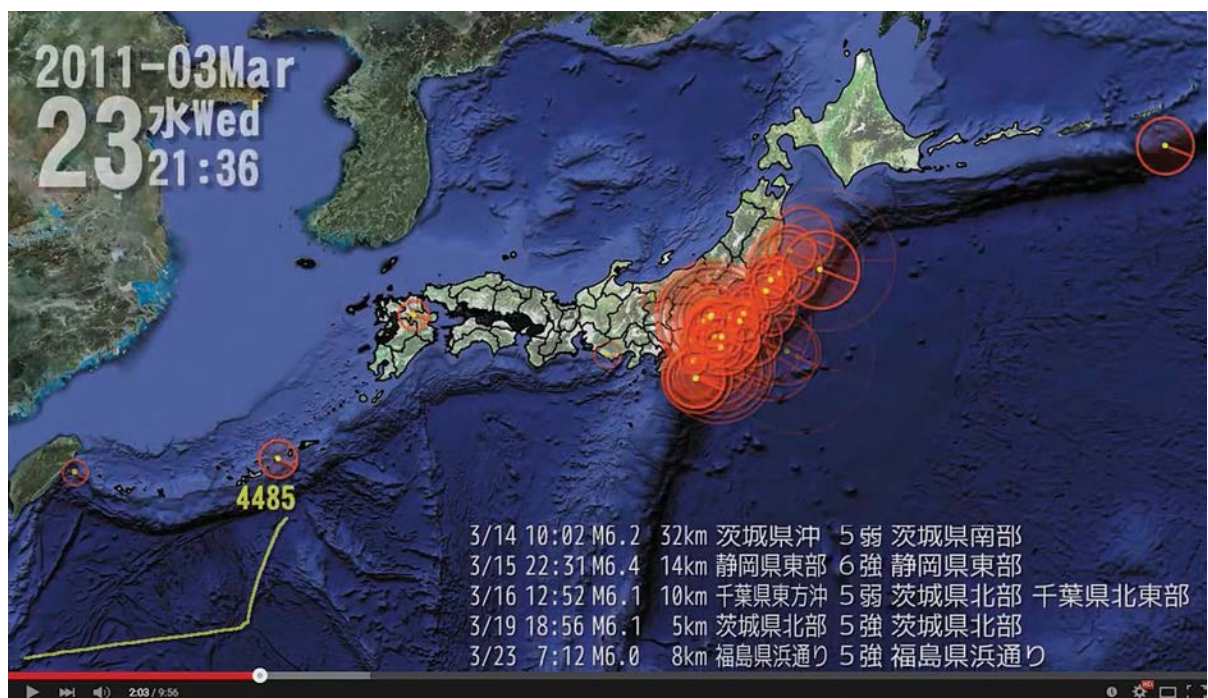 2011-03Mar
23水Wed
21:36
4485
3/14 10:02 M6.2 32km 茨城県沖 5弱 茨城県南部
3/15 22:31 M6.4 14km 静岡県東部 6強 静岡県東部
3/16 12:52 M6.1 10km 千葉県東方沖 5弱 茨城県北部 千葉県北東部
3/19 18:56 M6.1 5km 茨城県北部 5強 茨城県北部
3/23 7:12 M6.0 8km 福島県浜通り 5強 福島県浜通り
2:03 / 9:56
HD